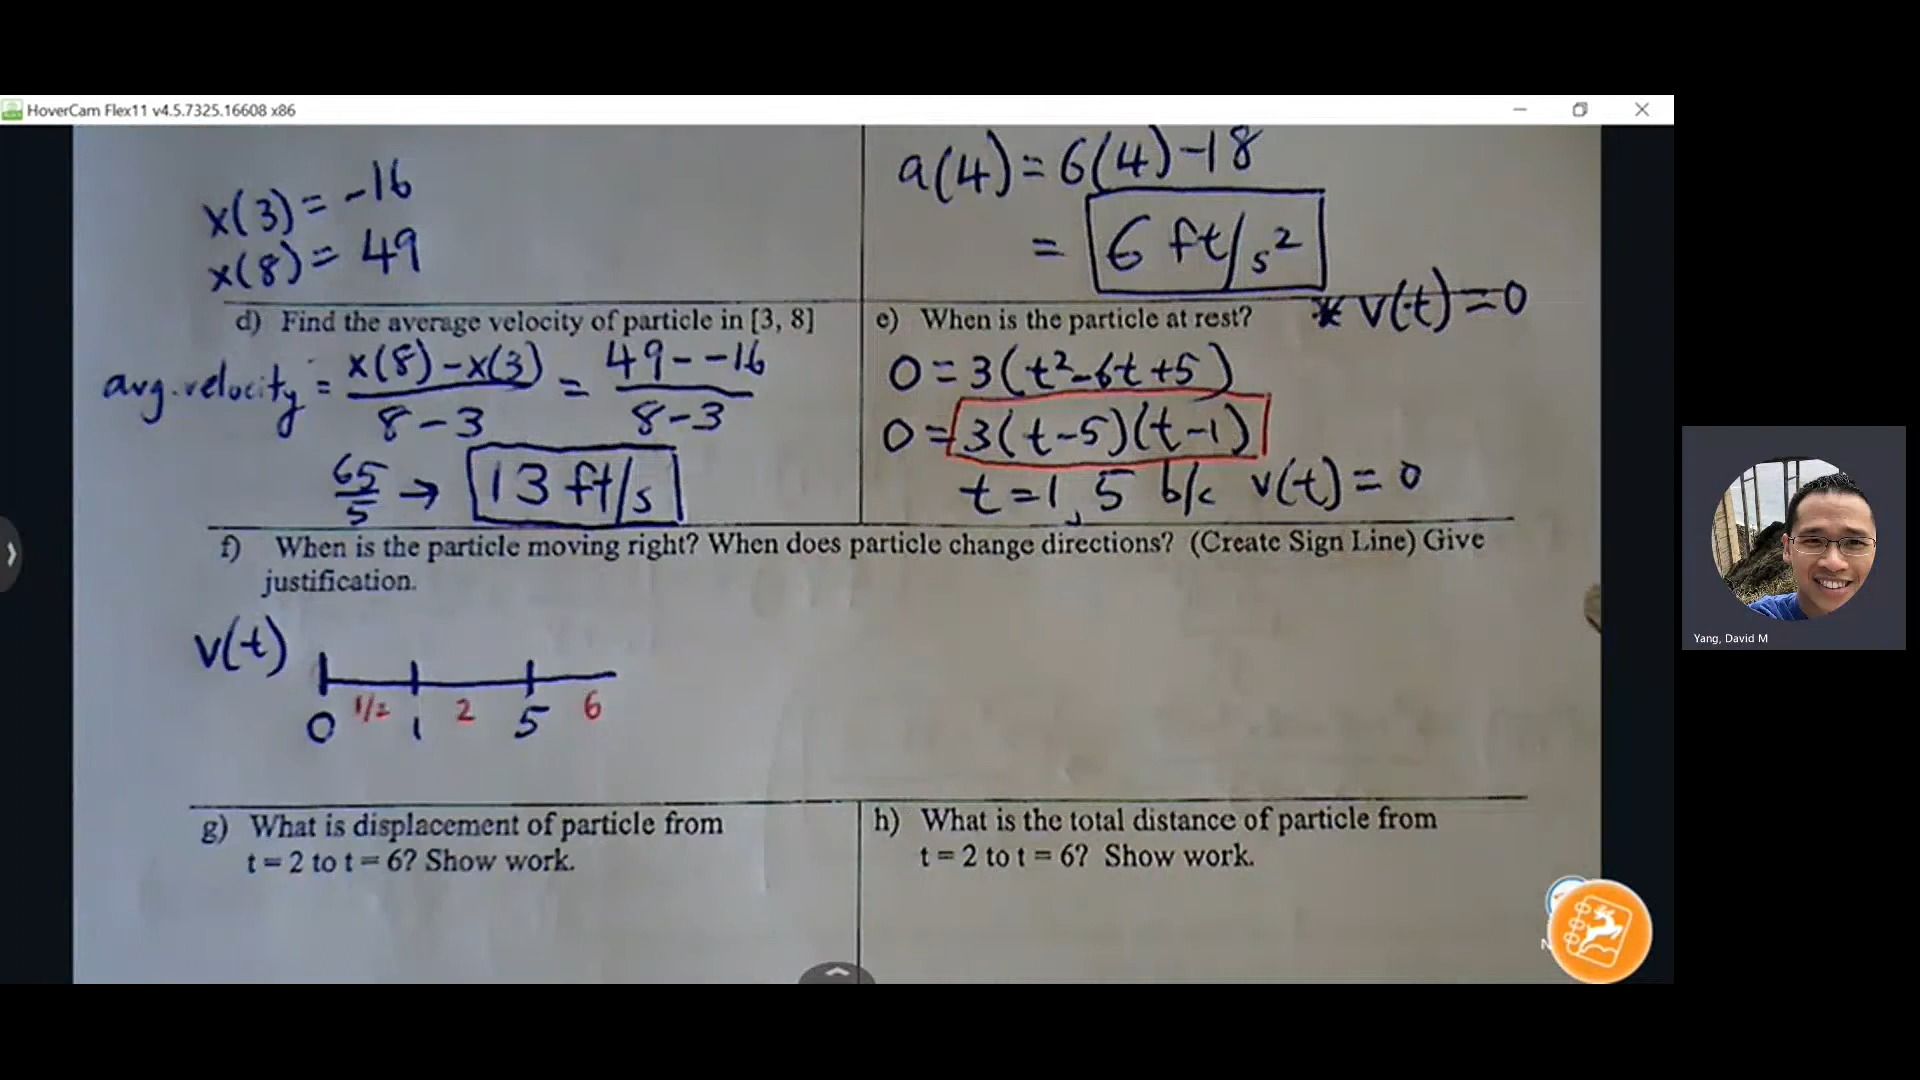 HoverCam Flex11 v4.5.7325.16608 x86
x(3) = -16
x(8) = 49
a(4) = 6(4) - 18
= 6 ft/s²
d) Find the average velocity of particle in [3, 8]
avg. velocity = x(8) - x(3) / 8 - 3 = 49 - -16 / 8 - 3
65/5 → 13 ft/s
e) When is the particle at rest? * v(t) = 0
0 = 3(t² - 6t + 5)
0 = 3(t - 5)(t - 1)
t = 1, 5 b/c v(t) = 0
f) When is the particle moving right? When does particle change directions? (Create Sign Line) Give
justification.
v(t)
0 1/2 1 2 5 6
g) What is displacement of particle from
t = 2 to t = 6? Show work.
h) What is the total distance of particle from
t = 2 to t = 6? Show work.
Yang, David M